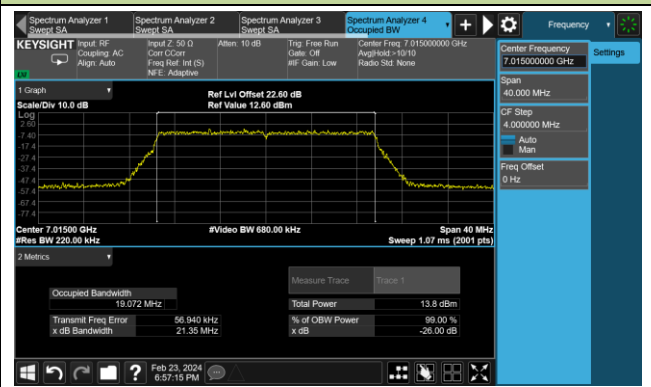 Spectrum Analyzer 1
Swept SA
Spectrum Analyzer 2
Swept SA
Spectrum Analyzer 3
Swept SA
Spectrum Analyzer 4
Occupied BW
Frequency
KEYSIGHT
Input: RF
Coupling: AC
Align: Auto
Input Z: 50 Ω
Corr CCorr
Freq Ref: Int (S)
NFE: Adaptive
Atten: 10 dB
Trig: Free Run
Gate: Off
#IF Gain: Low
Center Freq: 7.015000000 GHz
Avg|Hold:>10/10
Radio Std: None
Center Frequency
7.015000000 GHz
Settings
Span
40.000 MHz
CF Step
4.000000 MHz
Auto
Man
Freq Offset
0 Hz
1 Graph
Scale/Div 10.0 dB
Ref Lvl Offset 22.60 dB
Ref Value 12.60 dBm
Log
2.60
-7.40
-17.4
-27.4
-37.4
-47.4
-57.4
-67.4
-77.4
Center 7.01500 GHz
#Video BW 680.00 kHz
Span 40 MHz
#Res BW 220.00 kHz
Sweep 1.07 ms (2001 pts)
2 Metrics
Measure Trace
Trace 1
Occupied Bandwidth
19.072 MHz
Total Power
13.8 dBm
Transmit Freq Error
56.940 kHz
% of OBW Power
99.00 %
x dB Bandwidth
21.35 MHz
x dB
-26.00 dB
?
Feb 23, 2024
6:57:15 PM